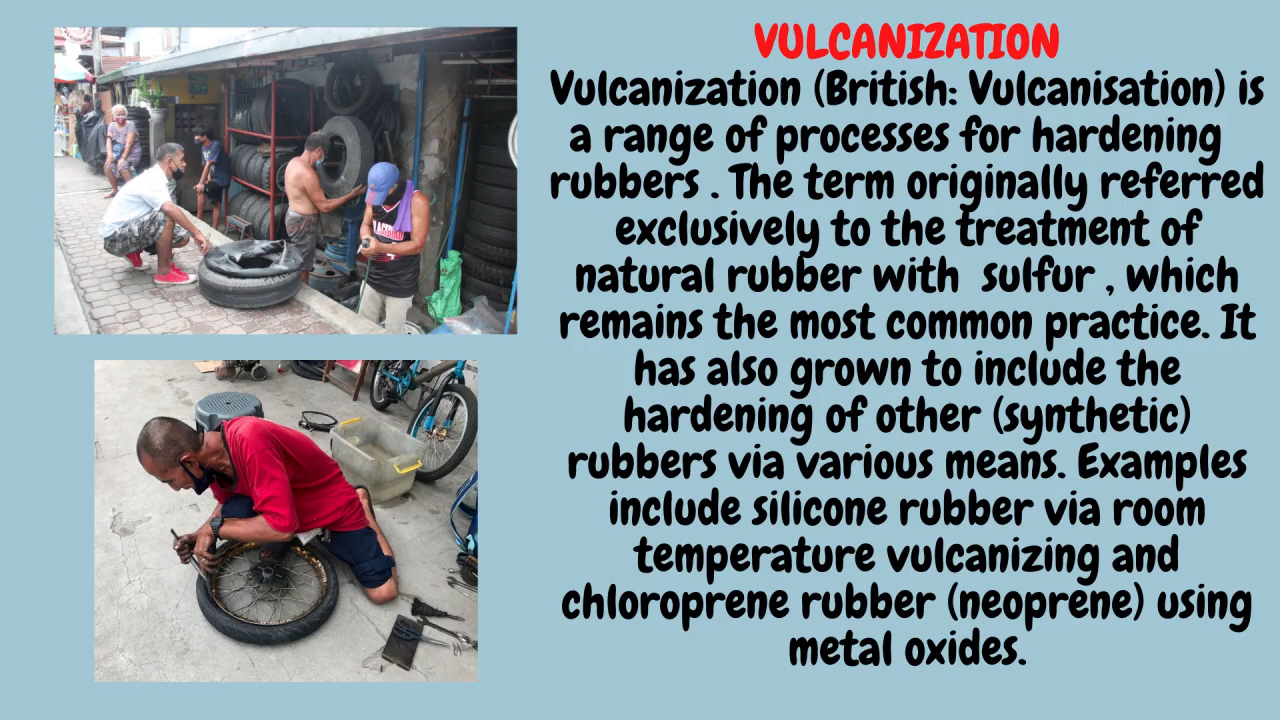 VULCANIZATION
Vulcanization (British: Vulcanisation) is
a range of processes for hardening
rubbers . The term originally referred
exclusively to the treatment of
natural rubber with  sulfur , which
remains the most common practice. It
has also grown to include the
hardening of other (synthetic)
rubbers via various means. Examples
include silicone rubber via room
temperature vulcanizing and
chloroprene rubber (neoprene) using
metal oxides.